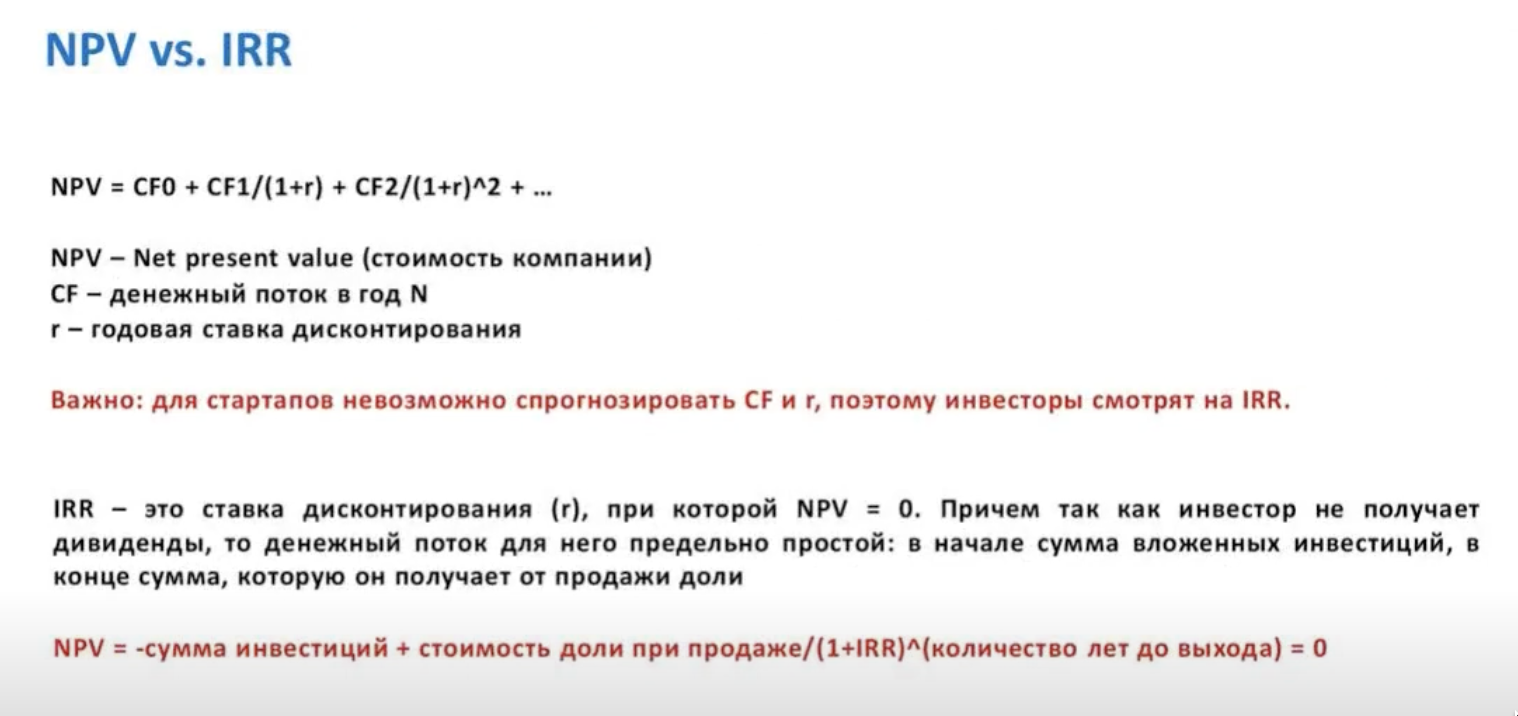 NPV vs. IRR
NPV = CF0 + CF1/(1+r) + CF2/(1+r)^2 + …
NPV – Net present value (стоимость компании)
CF – денежный поток в год N
r – годовая ставка дисконтирования
Важно: для стартапов невозможно спрогнозировать CF и r, поэтому инвесторы смотрят на IRR.
IRR – это ставка дисконтирования (r), при которой NPV = 0. Причем так как инвестор не получает
дивиденды, то денежный поток для него предельно простой: в начале сумма вложенных инвестиций, в
конце сумма, которую он получает от продажи доли
NPV = -сумма инвестиций + стоимость доли при продаже/(1+IRR)^(количество лет до выхода) = 0